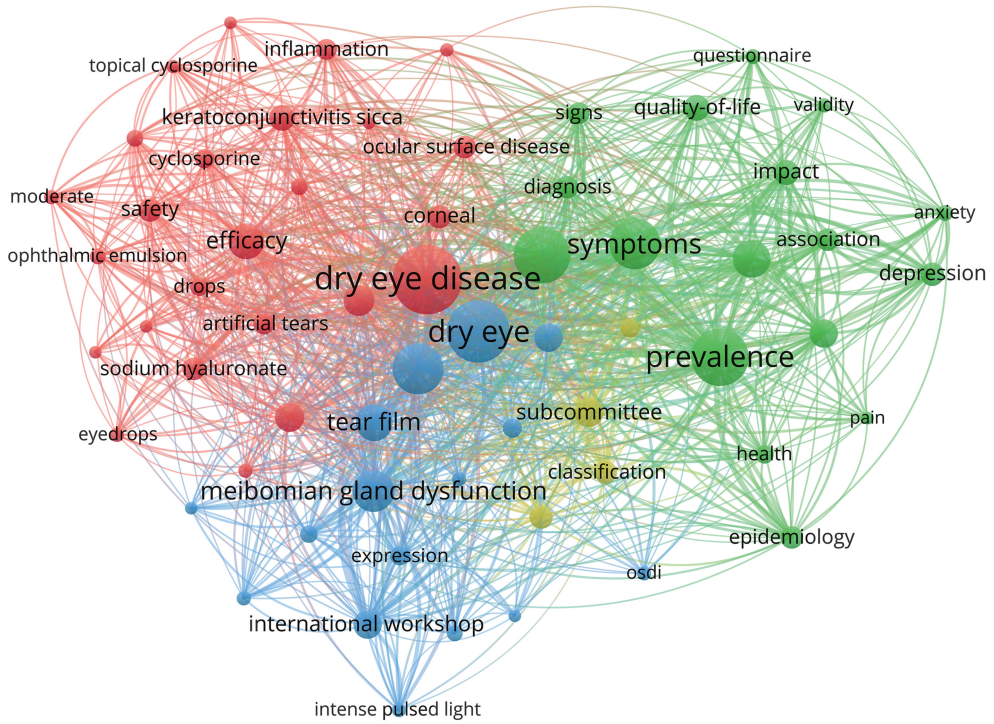 inflammation
questionnaire
topical cyclosporine
quality-of-life
validity
signs
keratoconjunctivitis sicca
ocular surface disease
cyclosporine
impact
diagnosis
moderate
safety
corneal
anxiety
efficacy
symptoms
association
ophthalmic emulsion
depression
dry eye disease
drops
artificial tears
dry eye
prevalence
sodium hyaluronate
subcommittee
pain
tear film
eyedrops
health
classification
meibomian gland dysfunction
epidemiology
expression
osdi
international workshop
intense pulsed light